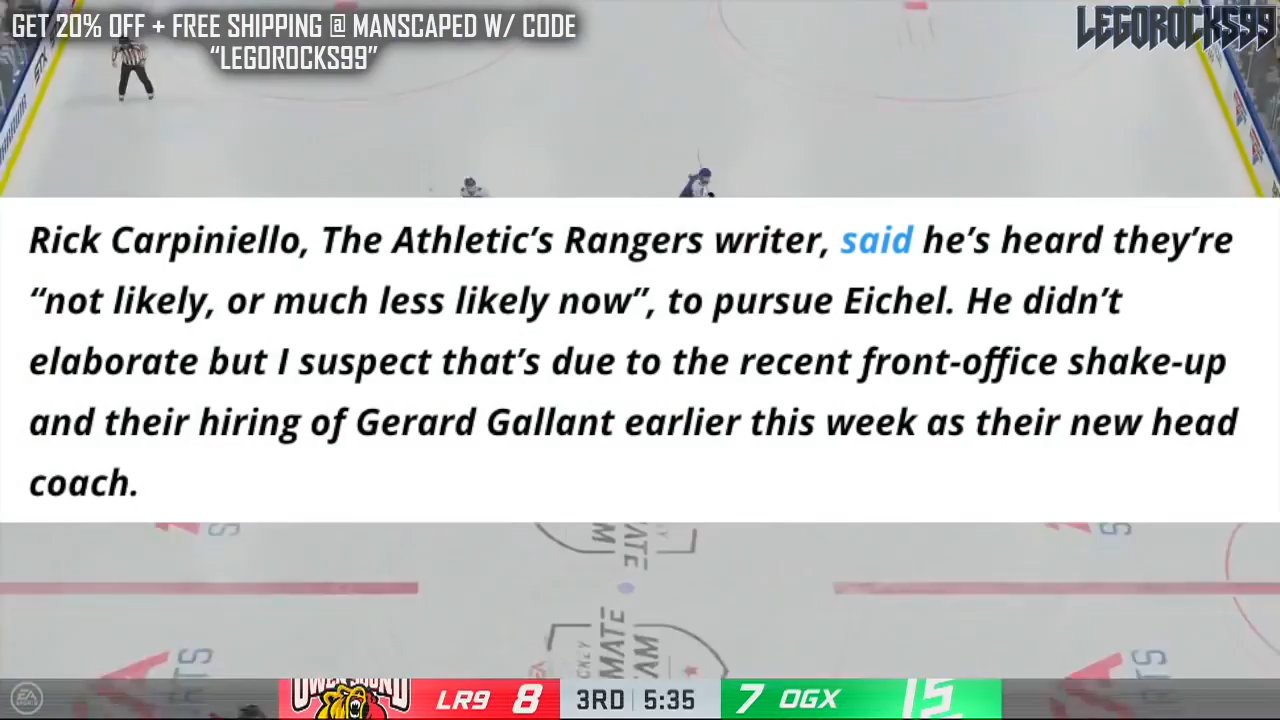 GET 20% OFF + FREE SHIPPING @ MANSCAPED W/ CODE
“LEGOROCKS99”
LEGOROCKS99
Rick Carpiniello, The Athletic’s Rangers writer, said he’s heard they’re
“not likely, or much less likely now”, to pursue Eichel. He didn’t
elaborate but I suspect that’s due to the recent front-office shake-up
and their hiring of Gerard Gallant earlier this week as their new head
coach.
EA
LR9 8 3RD 5:35 7 OGX